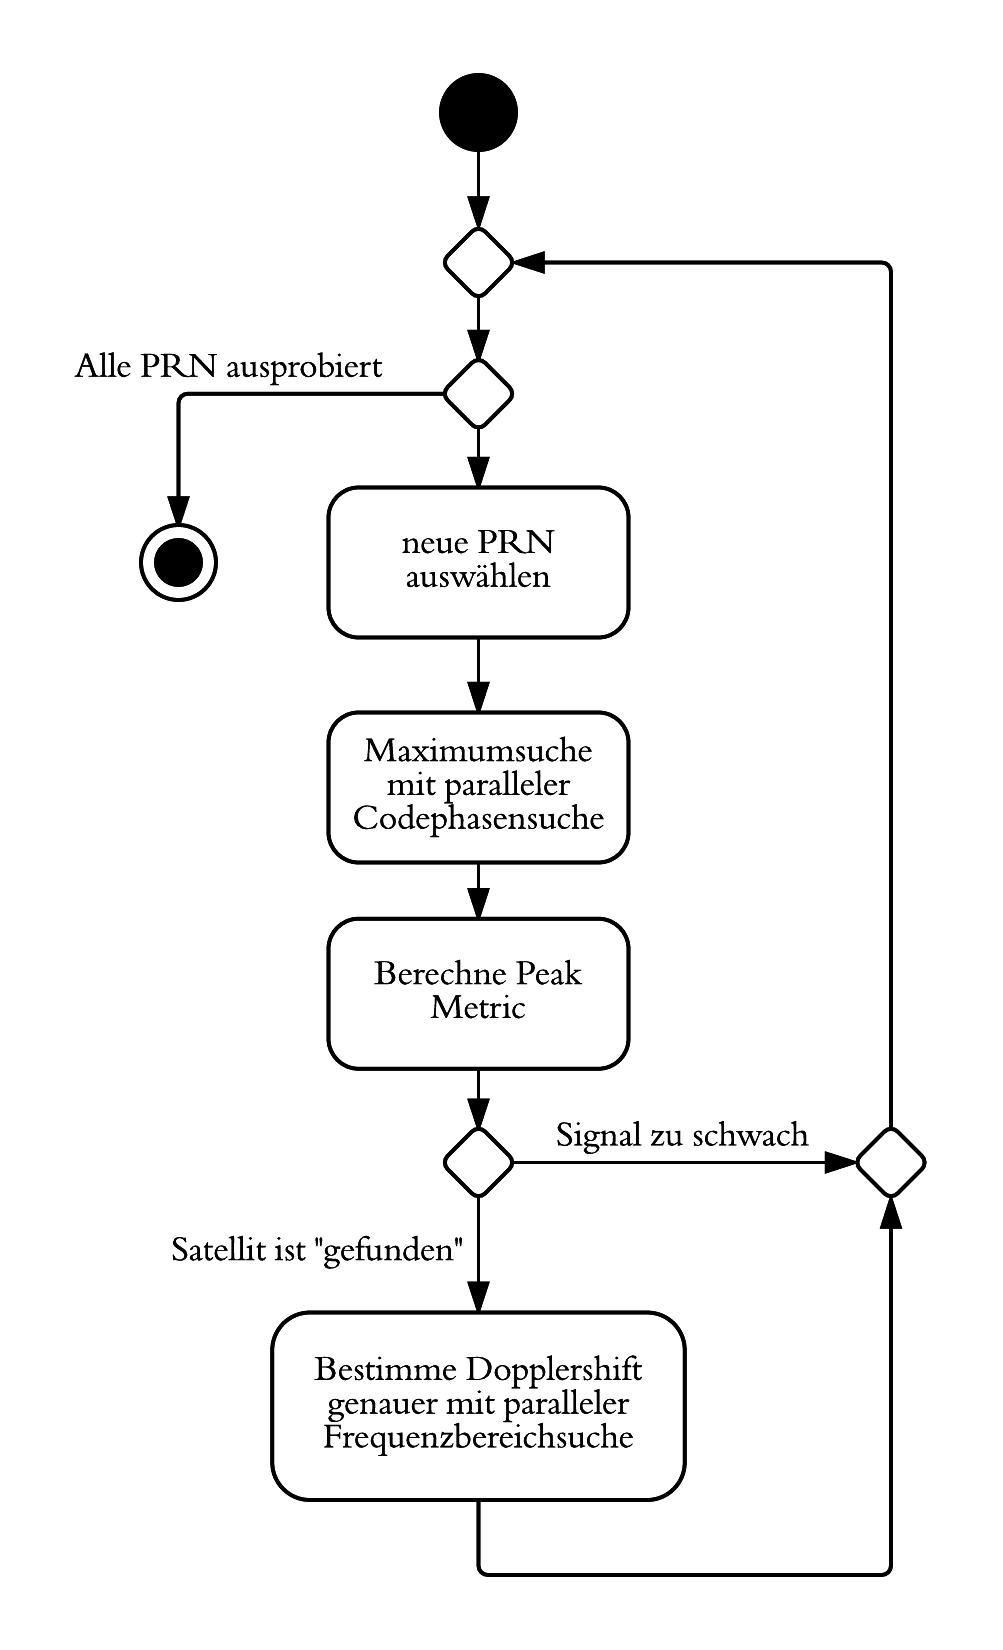 Alle PRN ausprobiert
neue PRN
auswählen
Maximumsuche
mit paralleler
Codephasensuche
Berechne Peak
Metric
Signal zu schwach
Satellit ist "gefunden"
Bestimme Dopplershift
genauer mit paralleler
Frequenzbereichsuche